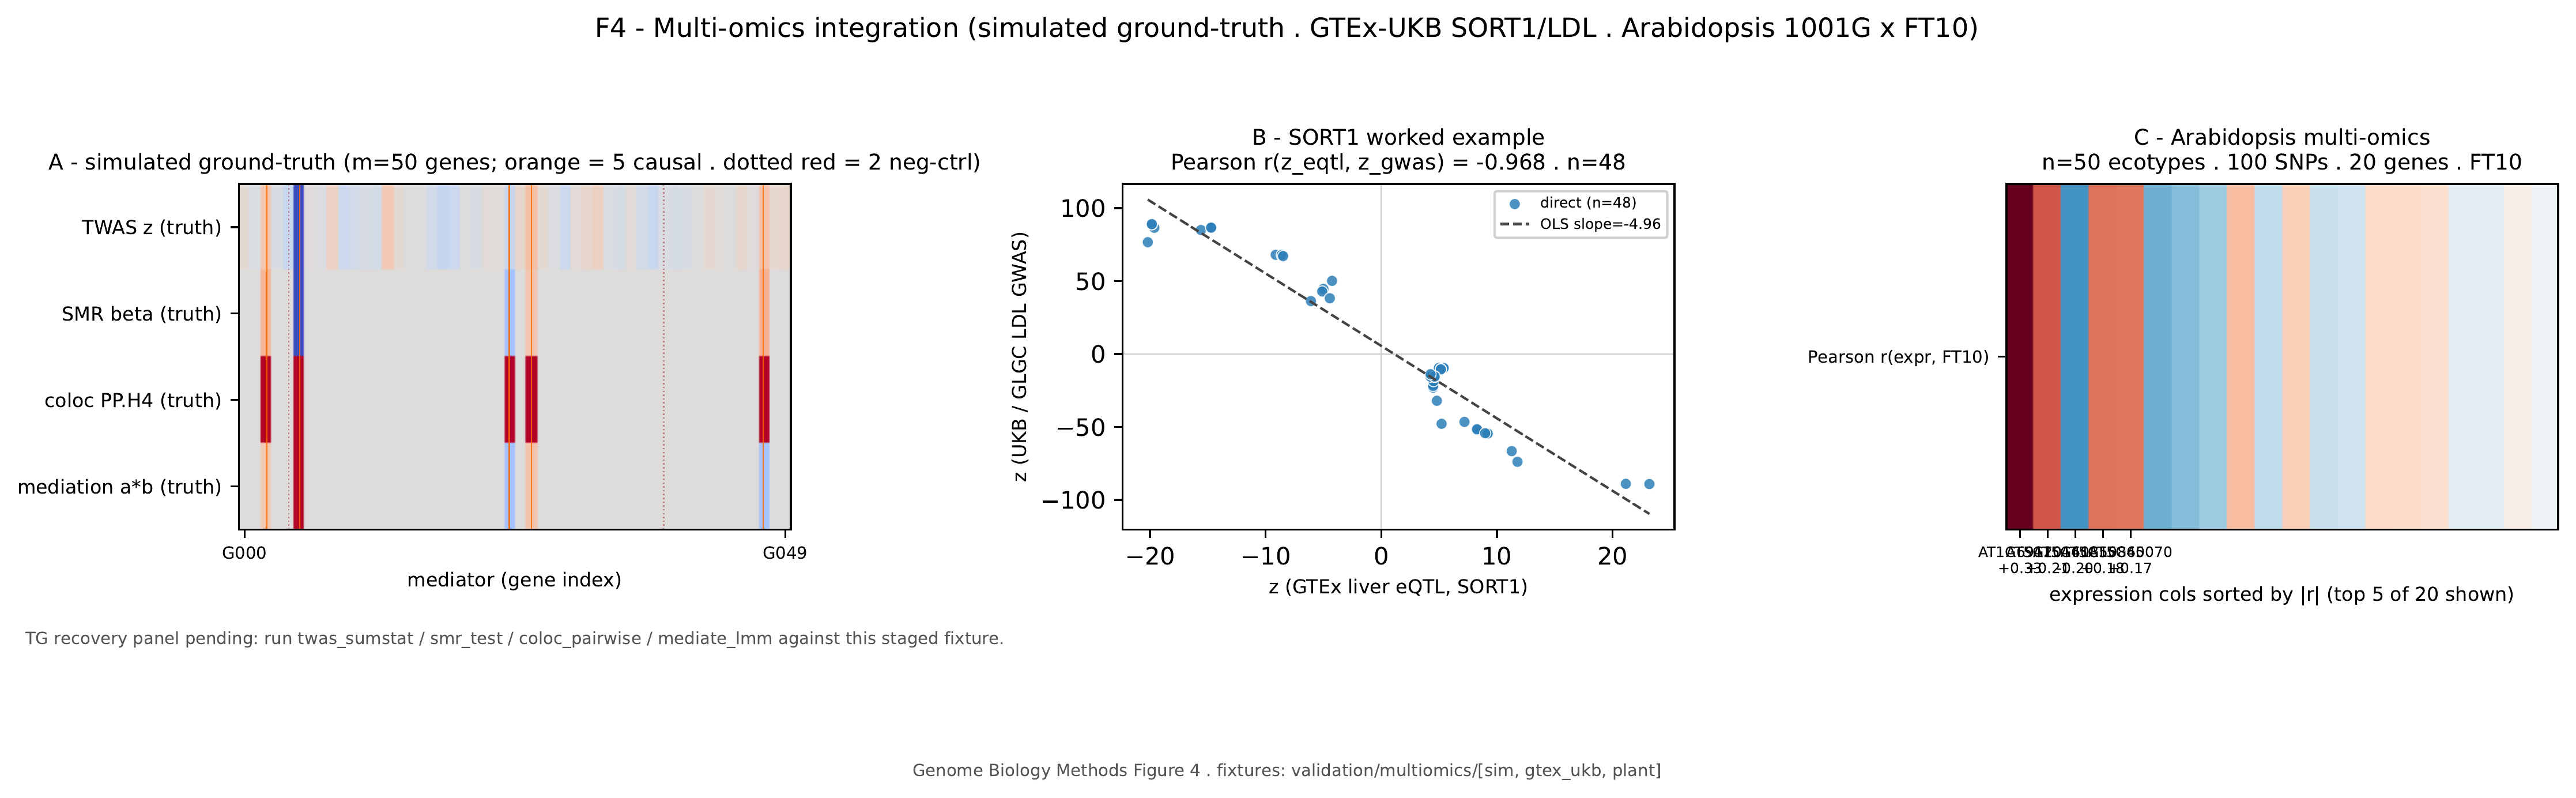 F4 - Multi-omics integration (simulated ground-truth . GTEx-UKB SORT1/LDL . Arabidopsis 1001G x FT10)
A - simulated ground-truth (m=50 genes; orange = 5 causal . dotted red = 2 neg-ctrl)
TWAS z (truth)
SMR beta (truth)
coloc PP.H4 (truth)
mediation a*b (truth)
G000
G049
mediator (gene index)
TG recovery panel pending: run twas_sumstat / smr_test / coloc_pairwise / mediate_lmm against this staged fixture.
B - SORT1 worked example
Pearson r(z_eqtl, z_gwas) = -0.968 . n=48
direct (n=48)
OLS slope=-4.96
z (UKB / GLGC LDL GWAS)
100
50
0
−50
−100
−20
−10
0
10
20
z (GTEx liver eQTL, SORT1)
C - Arabidopsis multi-omics
n=50 ecotypes . 100 SNPs . 20 genes . FT10
Pearson r(expr, FT10)
+0.33
+0.17
expression cols sorted by |r| (top 5 of 20 shown)
Genome Biology Methods Figure 4 . fixtures: validation/multiomics/[sim, gtex_ukb, plant]